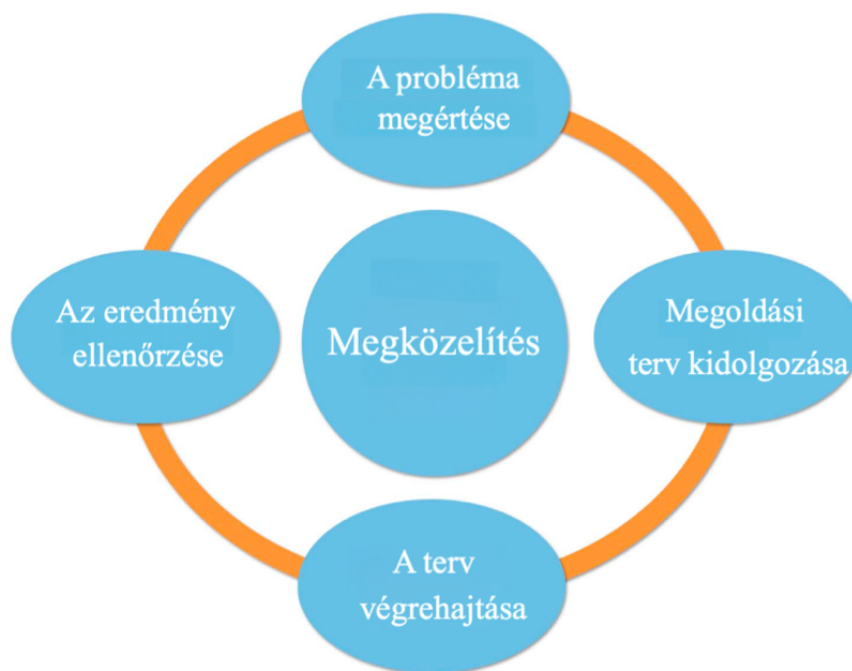 A probléma
megértése
Az eredmény
ellenőrzése
Megközelítés
Megoldási
terv kidolgozása
A terv
végrehajtása